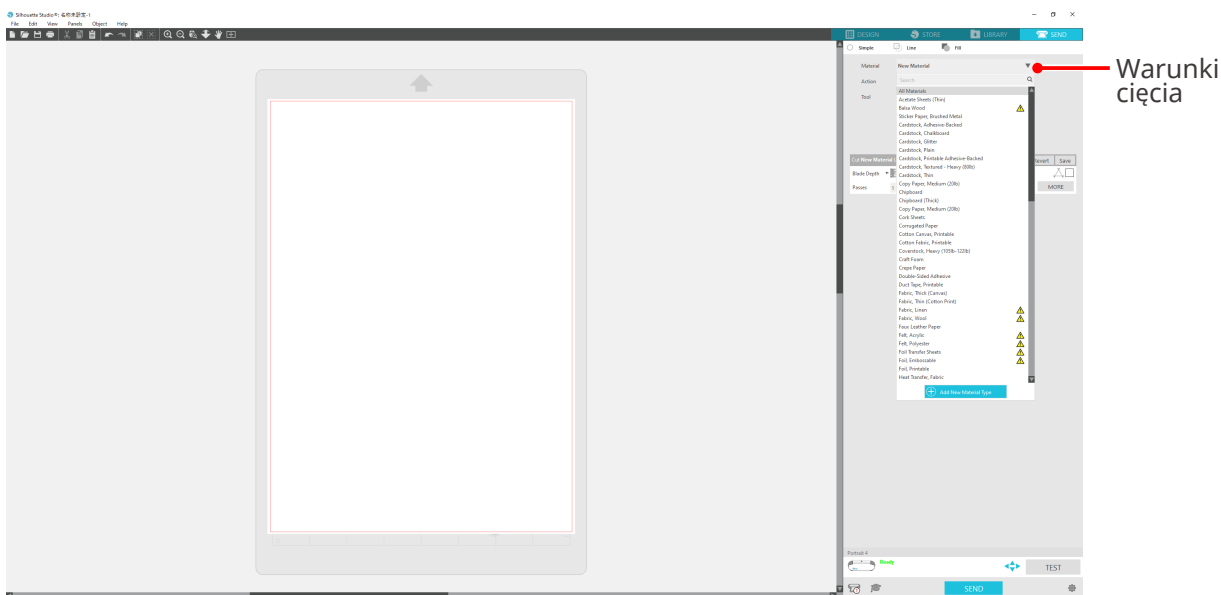 Silhouette Studio®: 名称未設定-1
File Edit View Panels Object Help
DESIGN STORE LIBRARY SEND
Simple Line Fill
Material New Material
Warunki
cięcia
Action Search
All Materials
Tool Acetate Sheets (Thin)
Balsa Wood
Sticker Paper, Brushed Metal
Cardstock, Adhesive-Backed
Cardstock, Chalkboard
Cardstock, Glitter
Cardstock, Plain
Cut New Material Cardstock, Printable Adhesive-Backed Revert Save
Cardstock, Textured - Heavy (80lb)
Blade Depth Cardstock, Thin
Passes Copy Paper, Medium (20lb) MORE
Chipboard
Chipboard (Thick)
Copy Paper, Medium (20lb)
Cork Sheets
Corrugated Paper
Cotton Canvas, Printable
Cotton Fabric, Printable
Coverstock, Heavy (105lb-122lb)
Craft Foam
Crepe Paper
Double-Sided Adhesive
Duct Tape, Printable
Fabric, Thick (Canvas)
Fabric, Thin (Cotton Print)
Fabric, Linen
Fabric, Wool
Faux Leather Paper
Felt, Acrylic
Felt, Polyester
Foil Transfer Sheets
Foil, Embossable
Foil, Printable
Heat Transfer, Fabric
Add New Material Type
Portrait 4
Ready
TEST
SEND